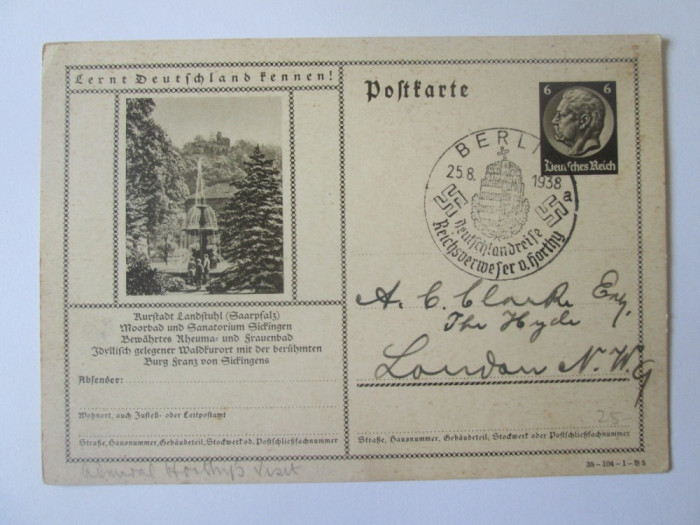 Lernt Deutschland kennen!
Postkarte
6 6
Deutsches Reich
BERLIN
25.8. 1938
a
Deutschlandreise
Reichsverweser v. Horthy
Kurstadt Landstuhl (Saarpfalz)
Moorbad und Sanatorium Sickingen
Bewährtes Rheuma- und Frauenbad
Idyllisch gelegener Waldkurort mit der berühmten
Burg Franz von Sickingens
A. C. Clarke Esq.
The Hyde
London N.W.9
Absender:
Wohnort, auch Zustell- oder Leitpostamt
25-
Straße, Hausnummer, Gebäudeteil, Stockwerk od. Postschließfachnummer
Straße, Hausnummer, Gebäudeteil, Stockwerk oder Postschließfachnummer
Admiral Horthy's Visit